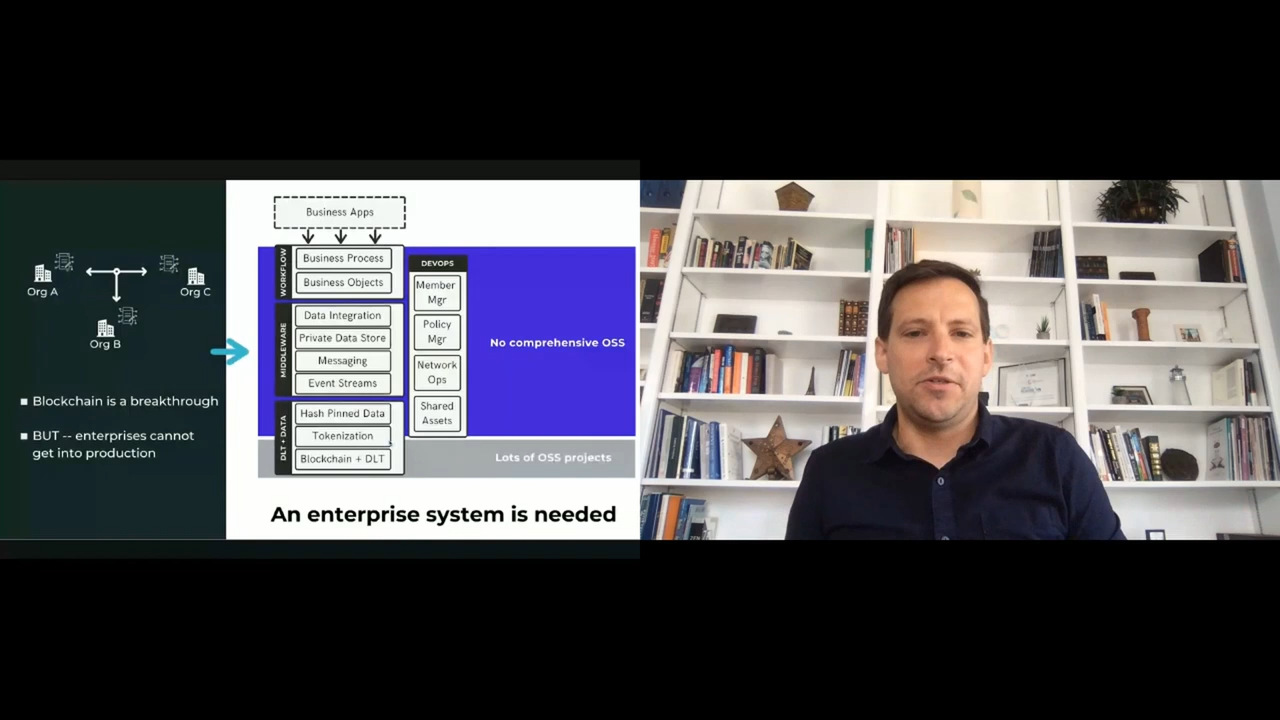 Org A
Org C
Org B
Blockchain is a breakthrough
BUT -- enterprises cannot
get into production
Business Apps
WORKFLOW
Business Process
Business Objects
MIDDLEWARE
Data Integration
Private Data Store
Messaging
Event Streams
DLT + DATA
Hash Pinned Data
Tokenization
Blockchain + DLT
DEVOPS
Member
Mgr
Policy
Mgr
Network
Ops
Shared
Assets
No comprehensive OSS
Lots of OSS projects
An enterprise system is needed